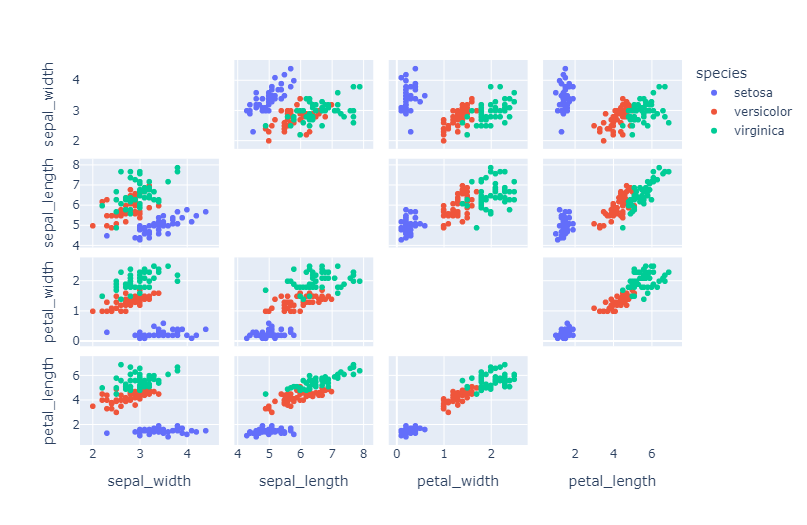 species
setosa
versicolor
virginica
sepal_width
4
3
2
4 5 6 7 8
0 1 2
2 4 6
sepal_length
8
7
6
5
4
petal_width
2
1
0
petal_length
6
4
2
2 3 4
sepal_width
sepal_length
petal_width
petal_length